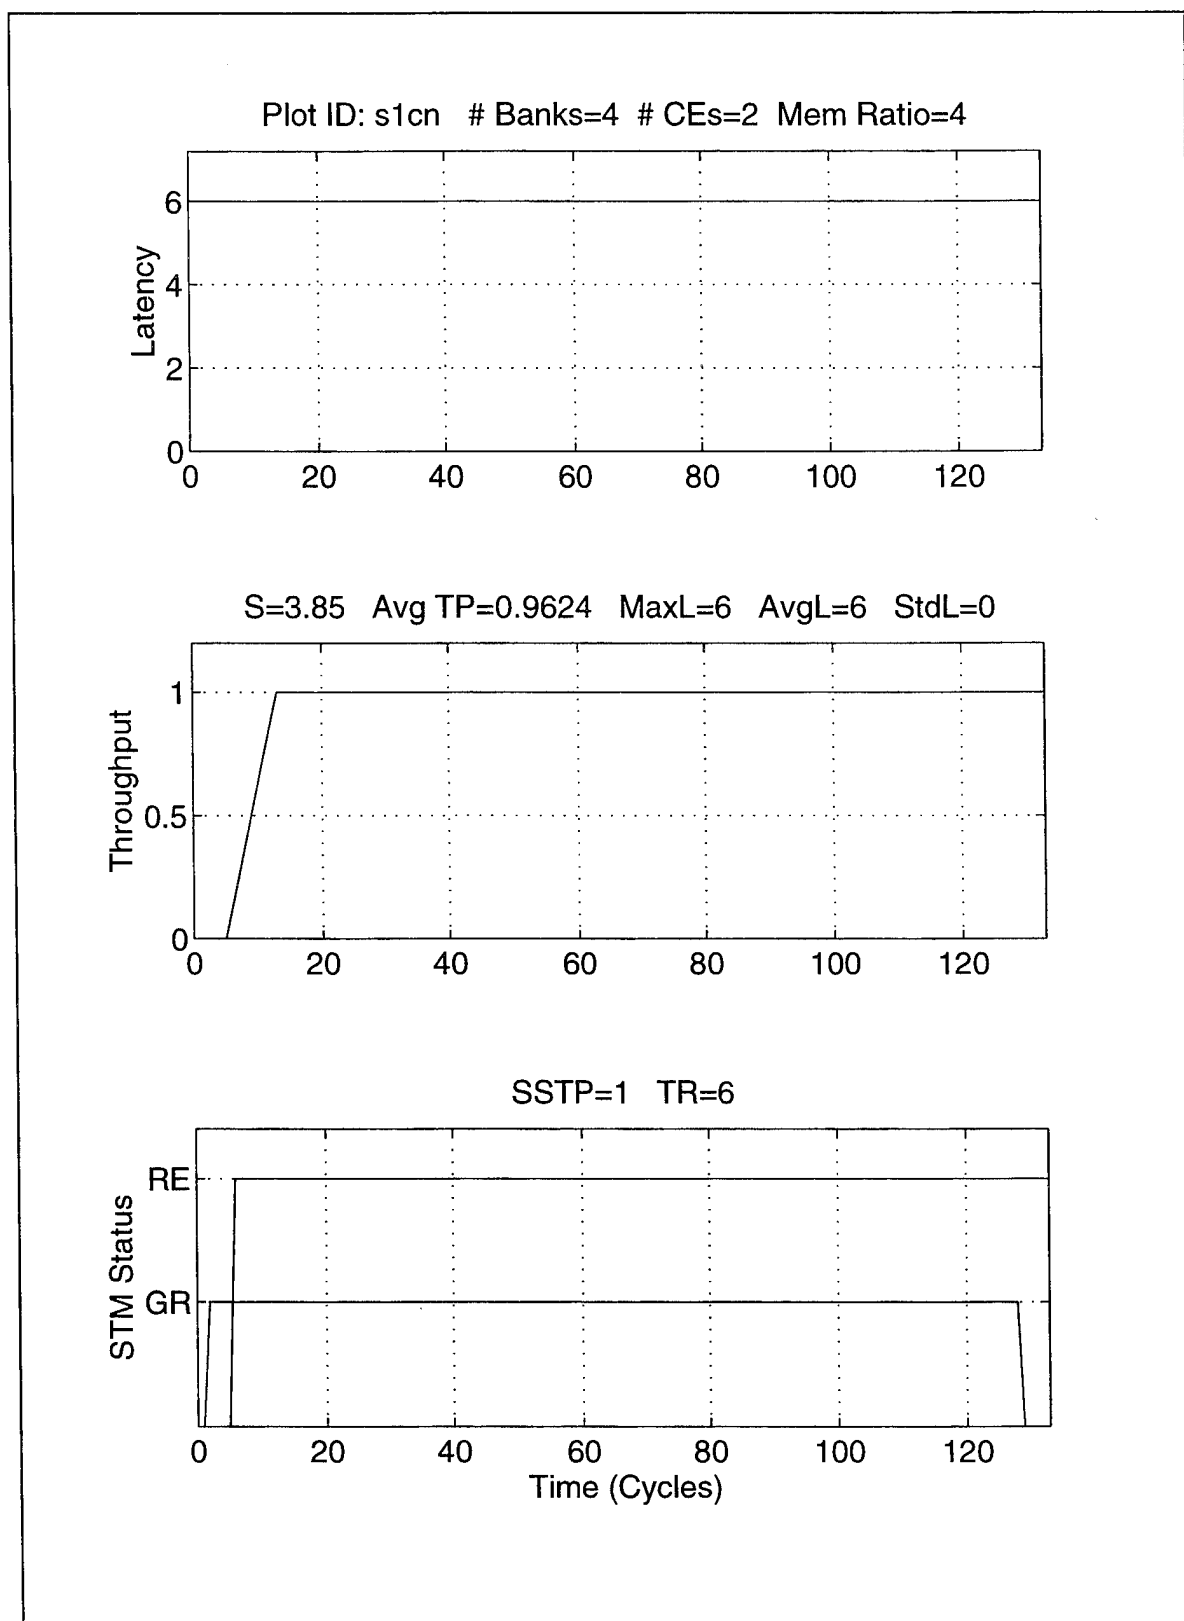 Plot ID: s1cn # Banks=4 # CEs=2 Mem Ratio=4
6
4
2
0
Latency
0 20 40 60 80 100 120
S=3.85 Avg TP=0.9624 MaxL=6 AvgL=6 StdL=0
1
0.5
0
Throughput
0 20 40 60 80 100 120
SSTP=1 TR=6
RE
GR
STM Status
0 20 40 60 80 100 120
Time (Cycles)